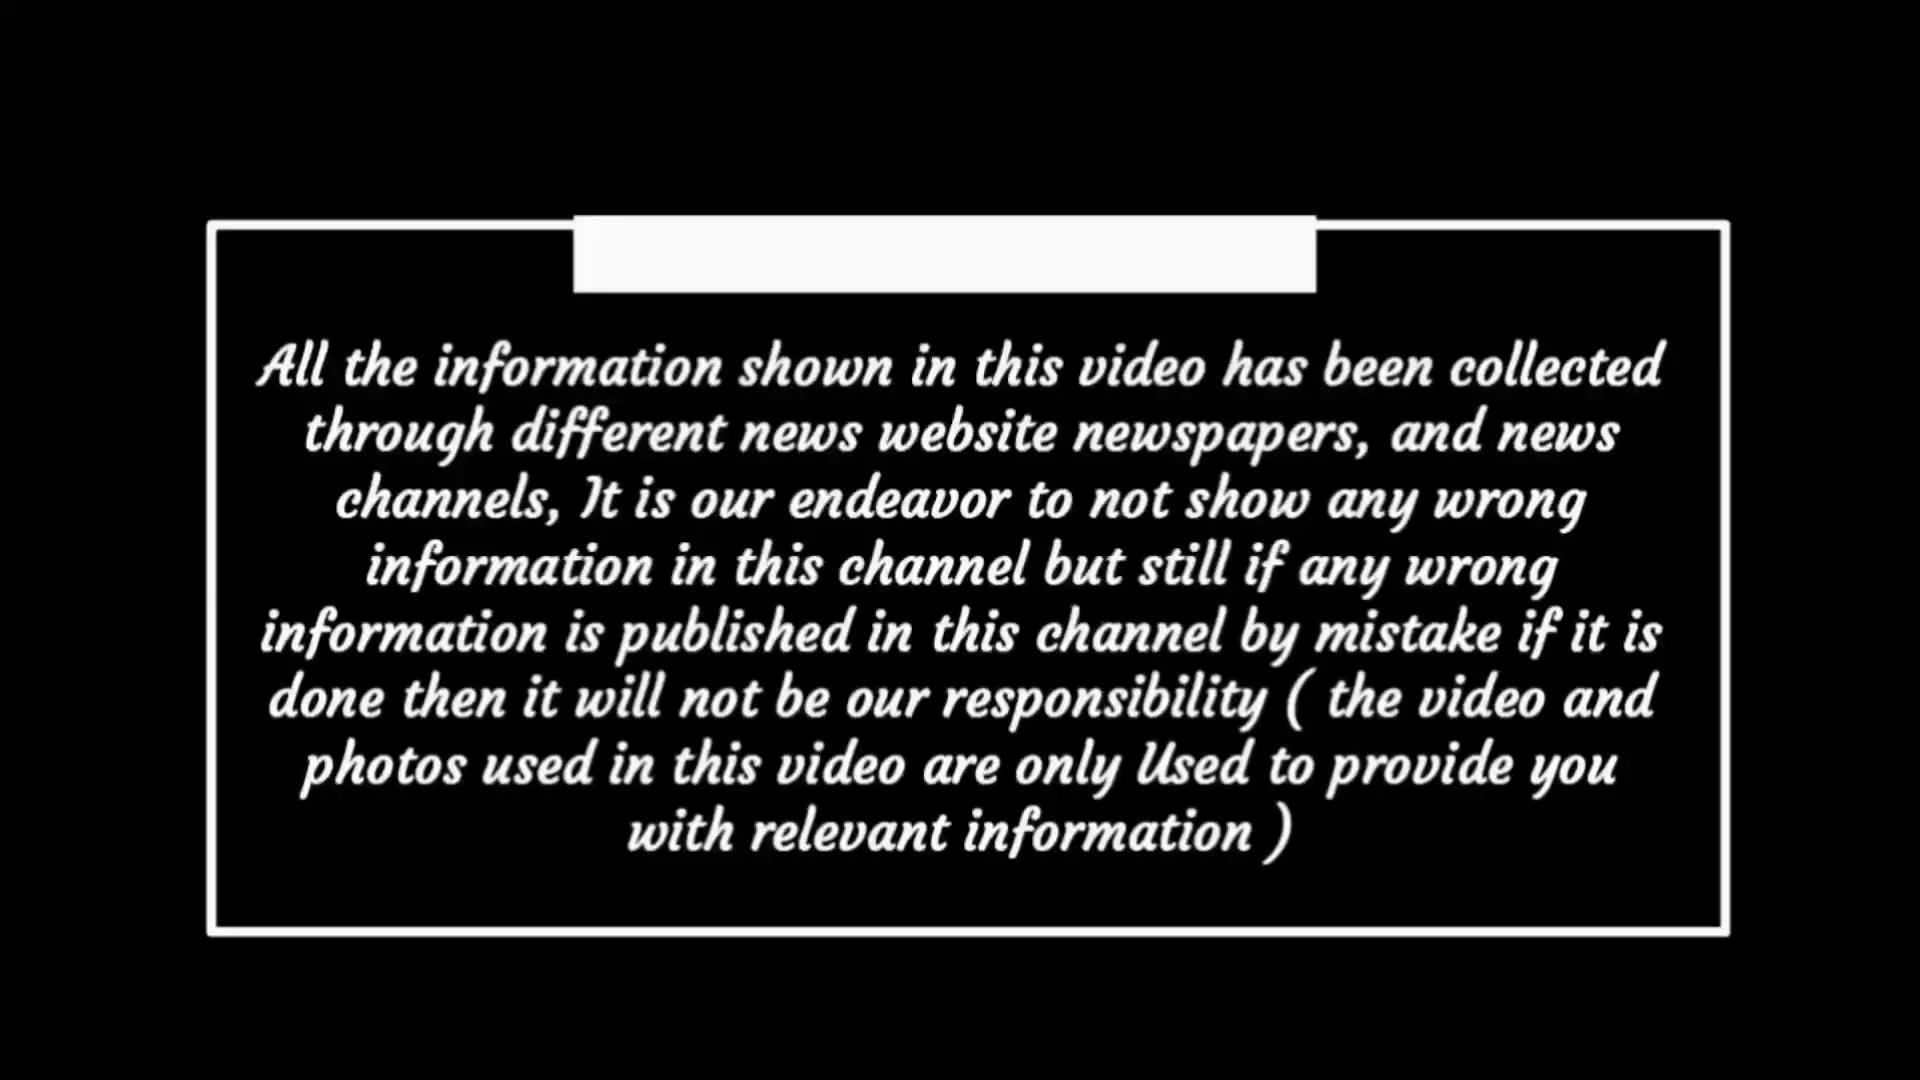 All the information shown in this video has been collected
through different news website newspapers, and news
channels, It is our endeavor to not show any wrong
information in this channel but still if any wrong
information is published in this channel by mistake if it is
done then it will not be our responsibility ( the video and
photos used in this video are only Used to provide you
with relevant information )